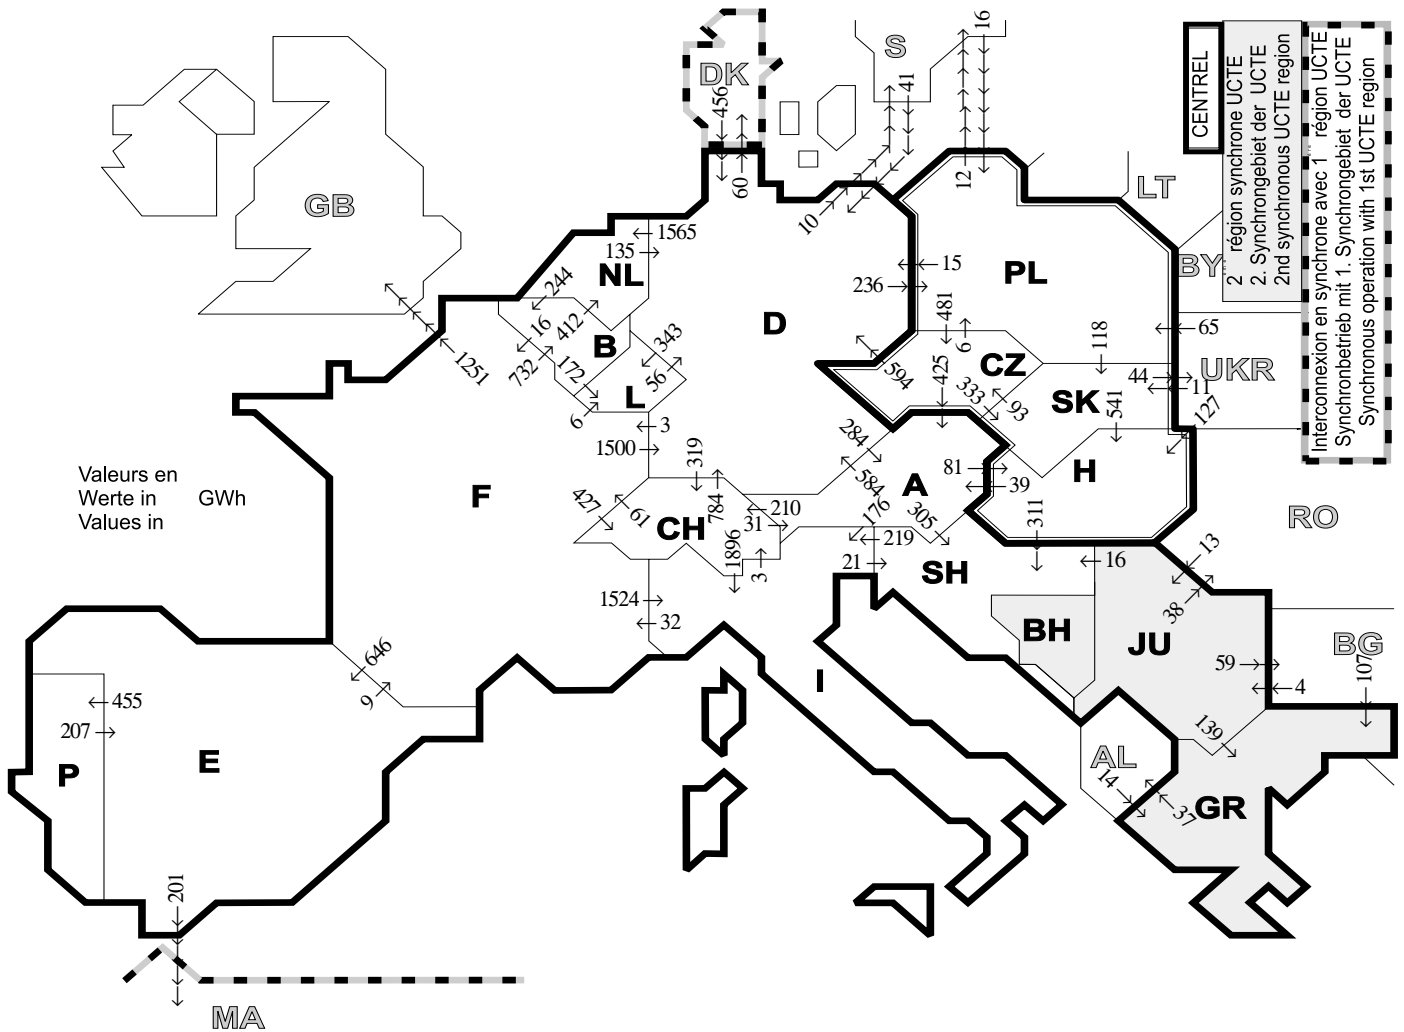 16
S
41
DK
456
60
12
10
GB
LT
BY
CENTREL
2''' région synchrone UCTE
2. Synchrongebiet der UCTE
2nd synchronous UCTE region
Interconnexion en synchrone avec 1''' région UCTE
Synchronbetrieb mit 1. Synchrongebiet der UCTE
Synchronous operation with 1st UCTE region
1565
135
NL
244
16
412
B
732
172
343
56
L
6
3
1500
1251
D
15
236
PL
481
6
118
65
UKR
594
425
CZ
333
93
SK
541
44
11
127
284
584
A
81
39
H
Valeurs en
Werte in
Values in
GWh
F
319
784
427
61
CH
210
31
1896
3
176
305
219
21
SH
311
16
13
38
RO
1524
32
BH
JU
BG
59
4
107
646
9
I
455
207
P
E
139
AL
14
37
GR
201
MA